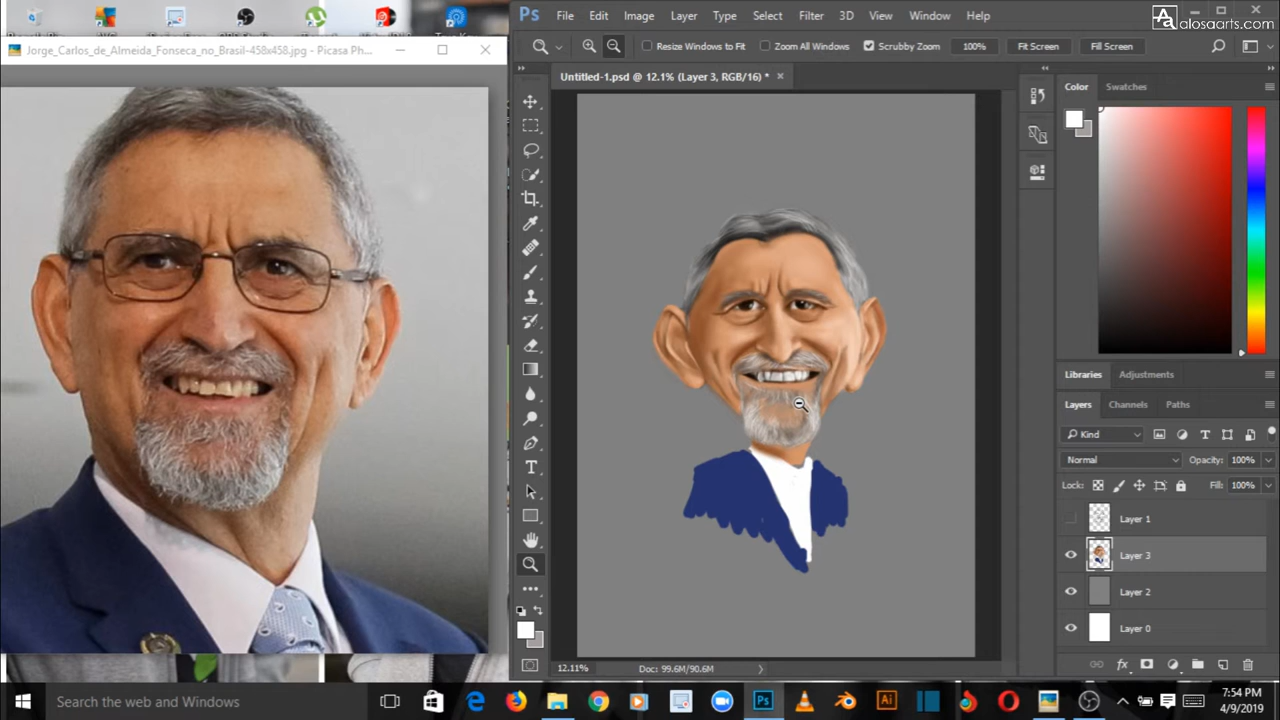 Jorge_Carlos_de_Almeida_Fonseca_no_Brasil-458x458.jpg - Picasa Ph...
Ps File Edit Image Layer Type Select Filter 3D View Window Help
Aa alosarts.com
Resize Windows to Fit Zoom All Windows Scrubby Zoom 100% Fit Screen Fill Screen
Untitled-1.psd @ 12.1% (Layer 3, RGB/16) *
Color Swatches
Libraries Adjustments
Layers Channels Paths
Kind
Normal Opacity: 100%
Lock: Fill: 100%
Layer 1
Layer 3
Layer 2
Layer 0
12.11% Doc: 99.6M/90.6M
Search the web and Windows
Ps
Ai
7:54 PM
4/9/2019